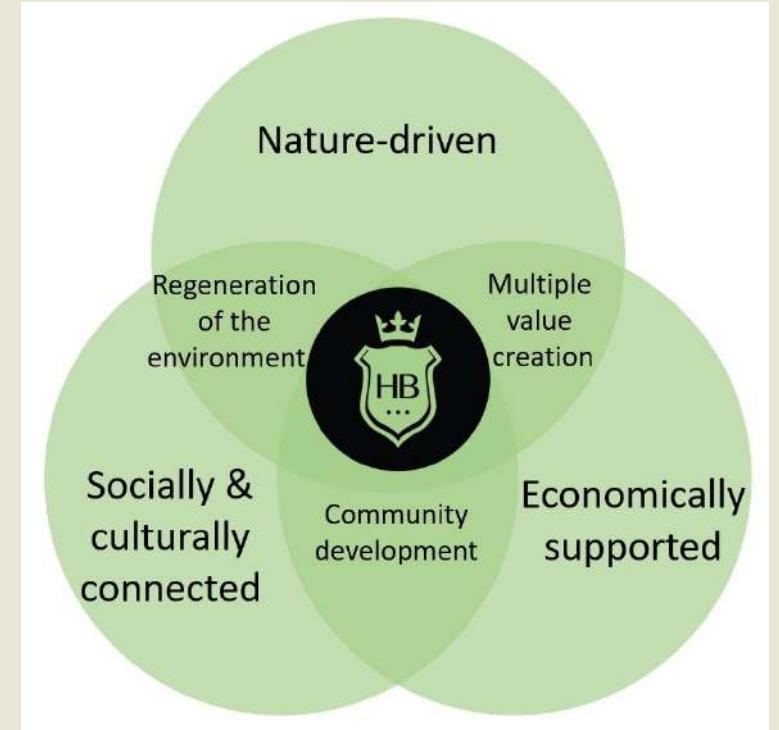 Nature-driven
Regeneration
of the
environment
Multiple
value
creation
HB
Socially &
culturally
connected
Community
development
Economically
supported